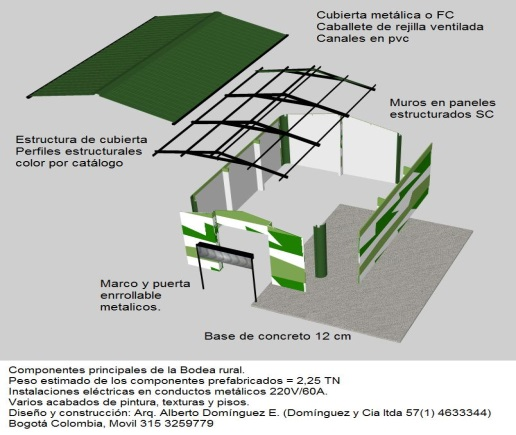 Cubierta metálica o FC
Caballete de rejilla ventilada
Canales en pvc
Muros en paneles
estructurados SC
Estructura de cubierta
Perfiles estructurales
color por catálogo
Marco y puerta
enrrollable
metalicos.
Base de concreto 12 cm
Componentes principales de la Bodea rural.
Peso estimado de los componentes prefabricados = 2,25 TN
Instalaciones eléctricas en conductos metálicos 220V/60A.
Varios acabados de pintura, texturas y pisos.
Diseño y construcción: Arq. Alberto Domínguez E. (Domínguez y Cia ltda 57(1) 4633344)
Bogotá Colombia, Movil 315 3259779